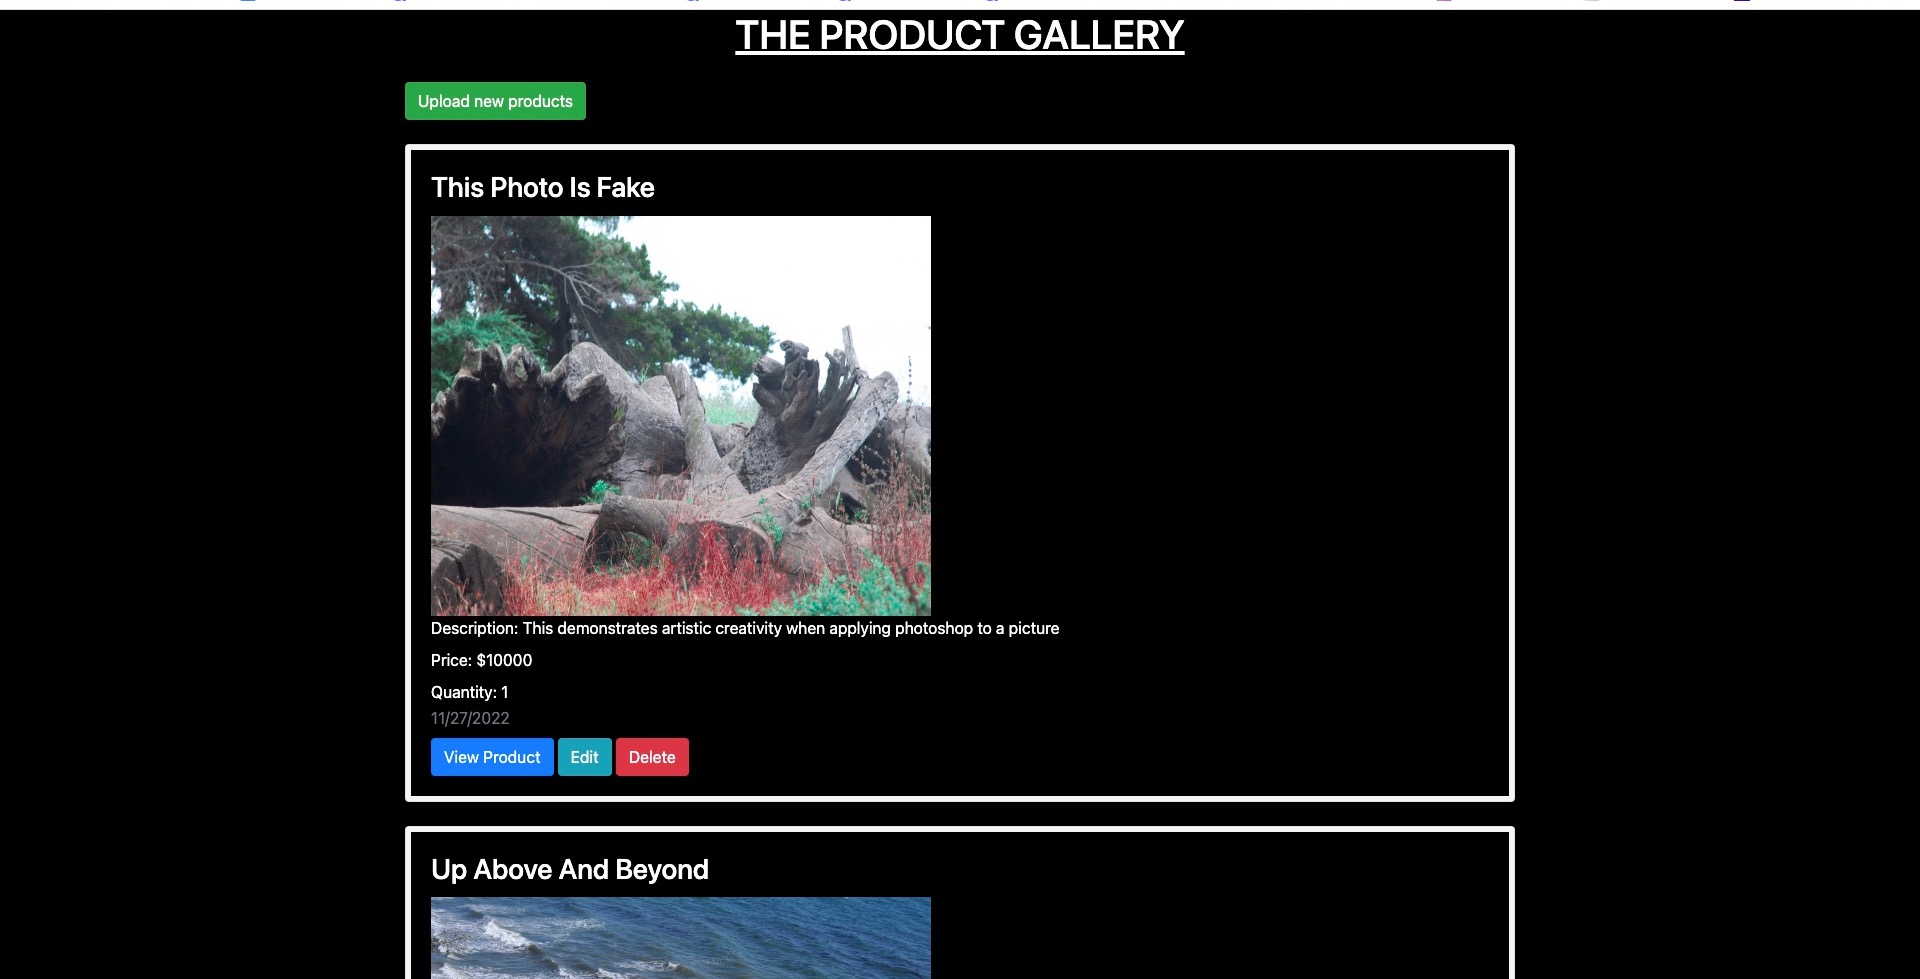 THE PRODUCT GALLERY
Upload new products
This Photo Is Fake
Description: This demonstrates artistic creativity when applying photoshop to a picture
Price: $10000
Quantity: 1
11/27/2022
View Product Edit Delete
Up Above And Beyond